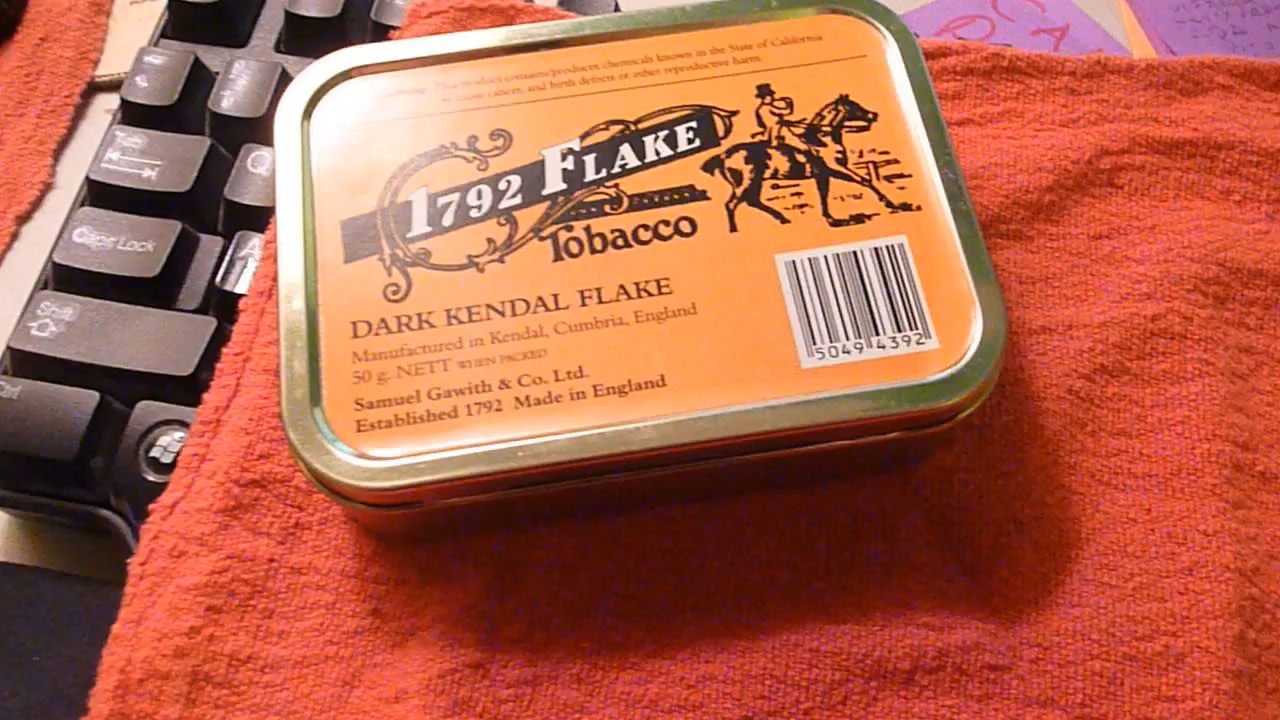 Warning: This product contains/produces chemicals known in the State of California
to cause cancer, and birth defects or other reproductive harm.
1792 FLAKE
Tobacco
DARK KENDAL FLAKE
Manufactured in Kendal, Cumbria, England
50 g. NETT WHEN PACKED
Samuel Gawith & Co. Ltd.
Established 1792 Made in England
5049 4392
Tab
Q
Caps Lock
A
Shift
Ctrl